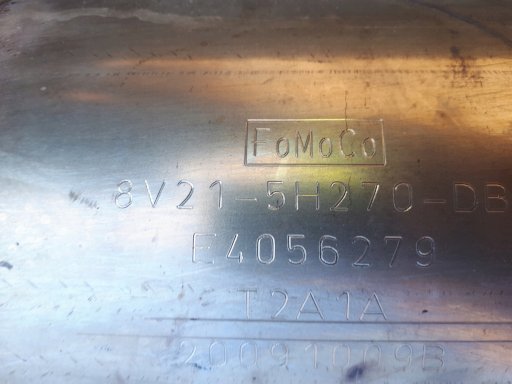 FoMoCo
8V21-5H270-DB
E4056279
T2A1A
20091009B